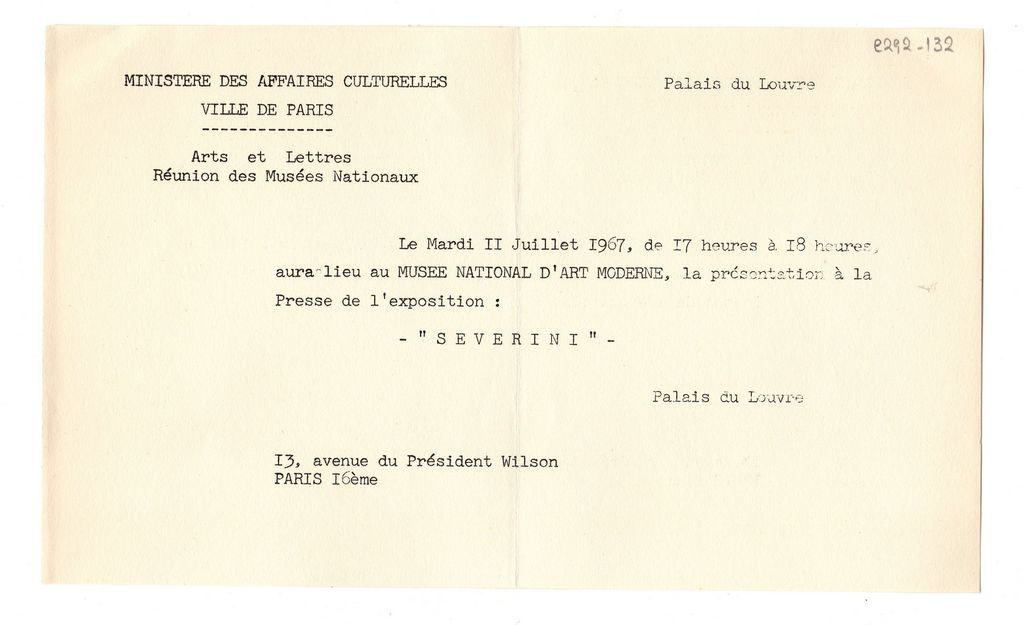 e292-132
MINISTERE DES AFFAIRES CULTURELLES
Palais du Louvre
VILLE DE PARIS
--------------
Arts et Lettres
Réunion des Musées Nationaux
Le Mardi II Juillet I967, de I7 heures à I8 heures,
aura lieu au MUSEE NATIONAL D'ART MODERNE, la présentation à la
Presse de l'exposition :
- " S E V E R I N I " -
Palais du Louvre
I3, avenue du Président Wilson
PARIS I6ème